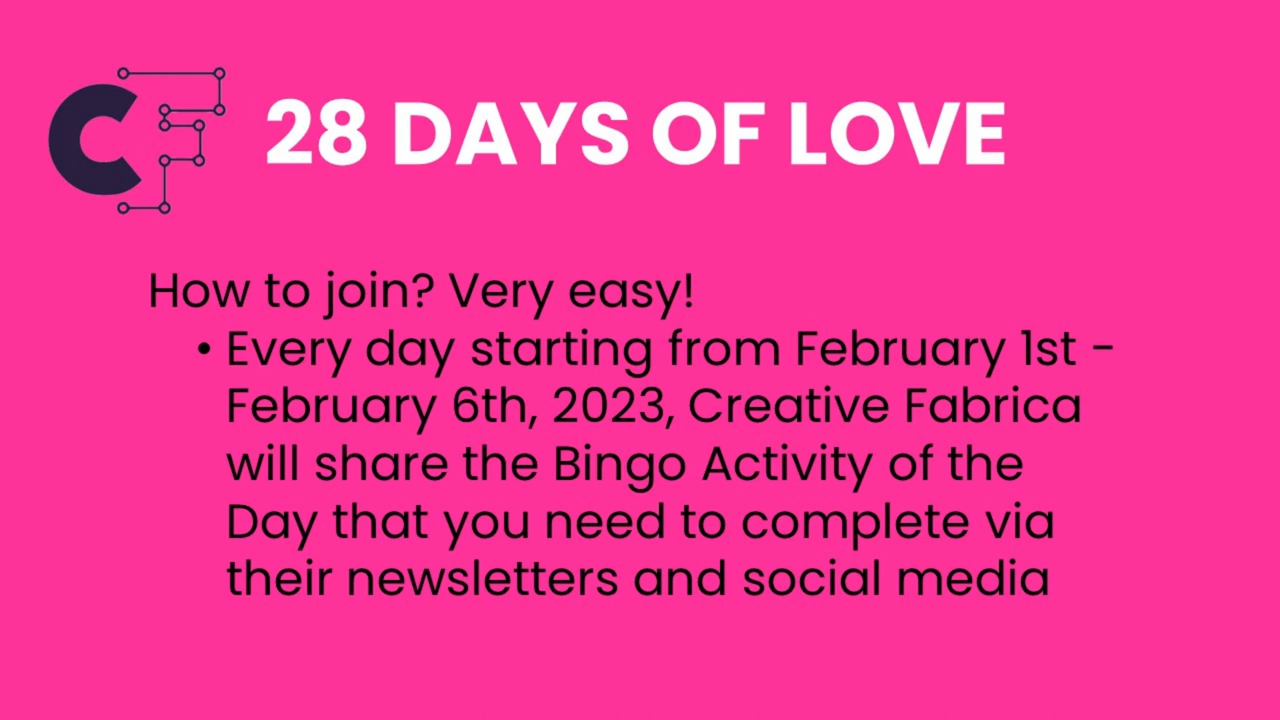 CF
28 DAYS OF LOVE
How to join? Very easy!
• Every day starting from February 1st -
February 6th, 2023, Creative Fabrica
will share the Bingo Activity of the
Day that you need to complete via
their newsletters and social media